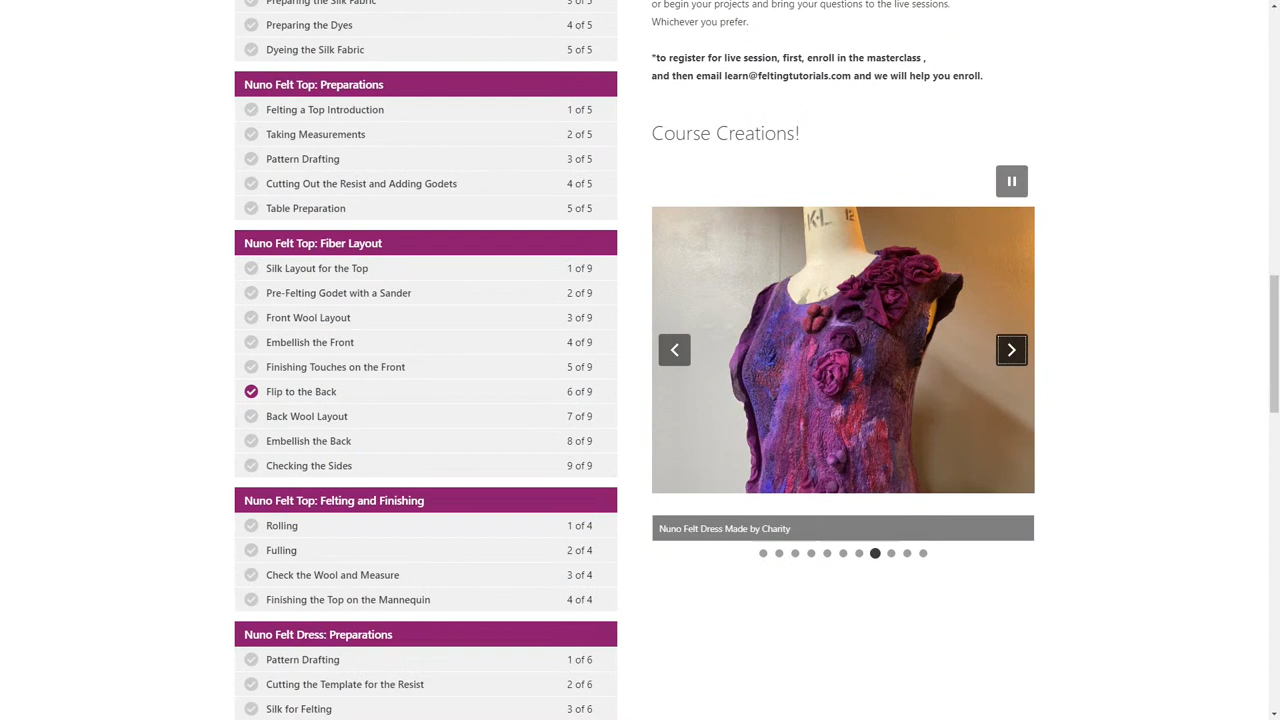 Preparing the Silk Fabric 3 of 5
Preparing the Dyes 4 of 5
Dyeing the Silk Fabric 5 of 5
Nuno Felt Top: Preparations
Felting a Top Introduction 1 of 5
Taking Measurements 2 of 5
Pattern Drafting 3 of 5
Cutting Out the Resist and Adding Godets 4 of 5
Table Preparation 5 of 5
Nuno Felt Top: Fiber Layout
Silk Layout for the Top 1 of 9
Pre-Felting Godet with a Sander 2 of 9
Front Wool Layout 3 of 9
Embellish the Front 4 of 9
Finishing Touches on the Front 5 of 9
Flip to the Back 6 of 9
Back Wool Layout 7 of 9
Embellish the Back 8 of 9
Checking the Sides 9 of 9
Nuno Felt Top: Felting and Finishing
Rolling 1 of 4
Fulling 2 of 4
Check the Wool and Measure 3 of 4
Finishing the Top on the Mannequin 4 of 4
Nuno Felt Dress: Preparations
Pattern Drafting 1 of 6
Cutting the Template for the Resist 2 of 6
Silk for Felting 3 of 6
or begin your projects and bring your questions to the live sessions.
Whichever you prefer.
*to register for live session, first, enroll in the masterclass ,
and then email learn@feltingtutorials.com and we will help you enroll.
Course Creations!
K·L 12
Nuno Felt Dress Made by Charity